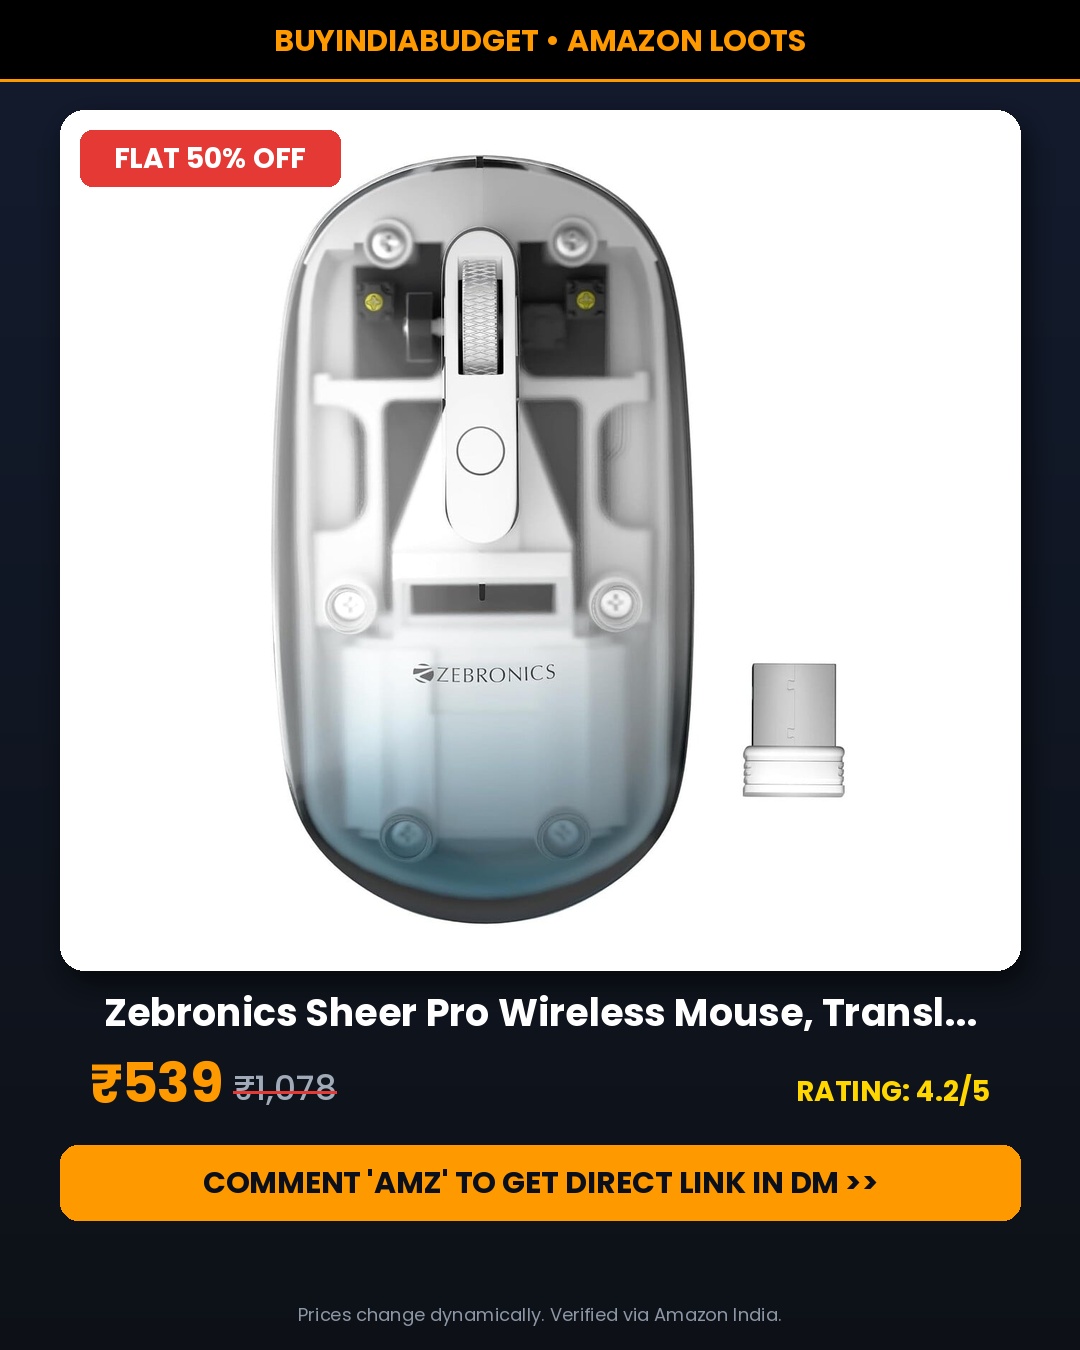 BUYINDIABUDGET • AMAZON LOOTS
FLAT 50% OFF
ZEBRONICS
Zebronics Sheer Pro Wireless Mouse, Transl...
₹539 ₹1,078
RATING: 4.2/5
COMMENT 'AMZ' TO GET DIRECT LINK IN DM >>
Prices change dynamically. Verified via Amazon India.